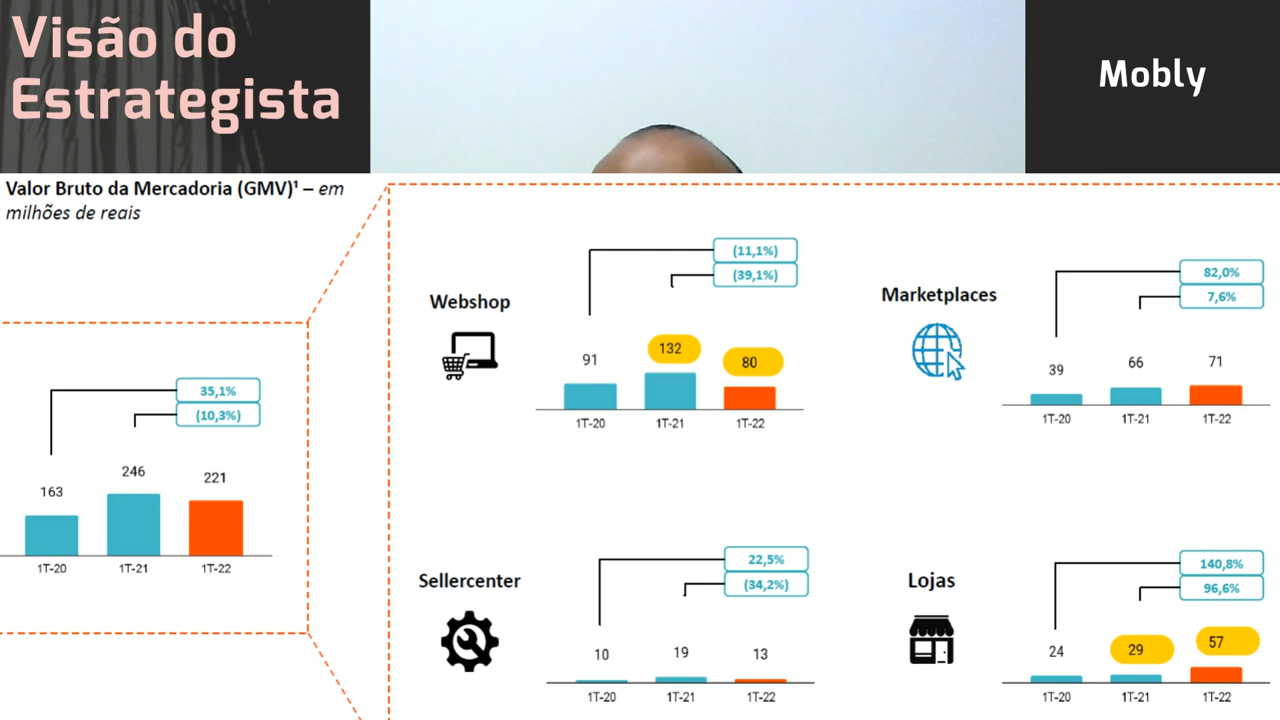 Visão do
Estrategista
Mobly
Valor Bruto da Mercadoria (GMV)¹ – em
milhões de reais
35,1%
(10,3%)
163
246
221
1T-20
1T-21
1T-22
Webshop
(11,1%)
(39,1%)
91
132
80
1T-20
1T-21
1T-22
Marketplaces
82,0%
7,6%
39
66
71
1T-20
1T-21
1T-22
Sellercenter
22,5%
(34,2%)
10
19
13
1T-20
1T-21
1T-22
Lojas
140,8%
96,6%
24
29
57
1T-20
1T-21
1T-22